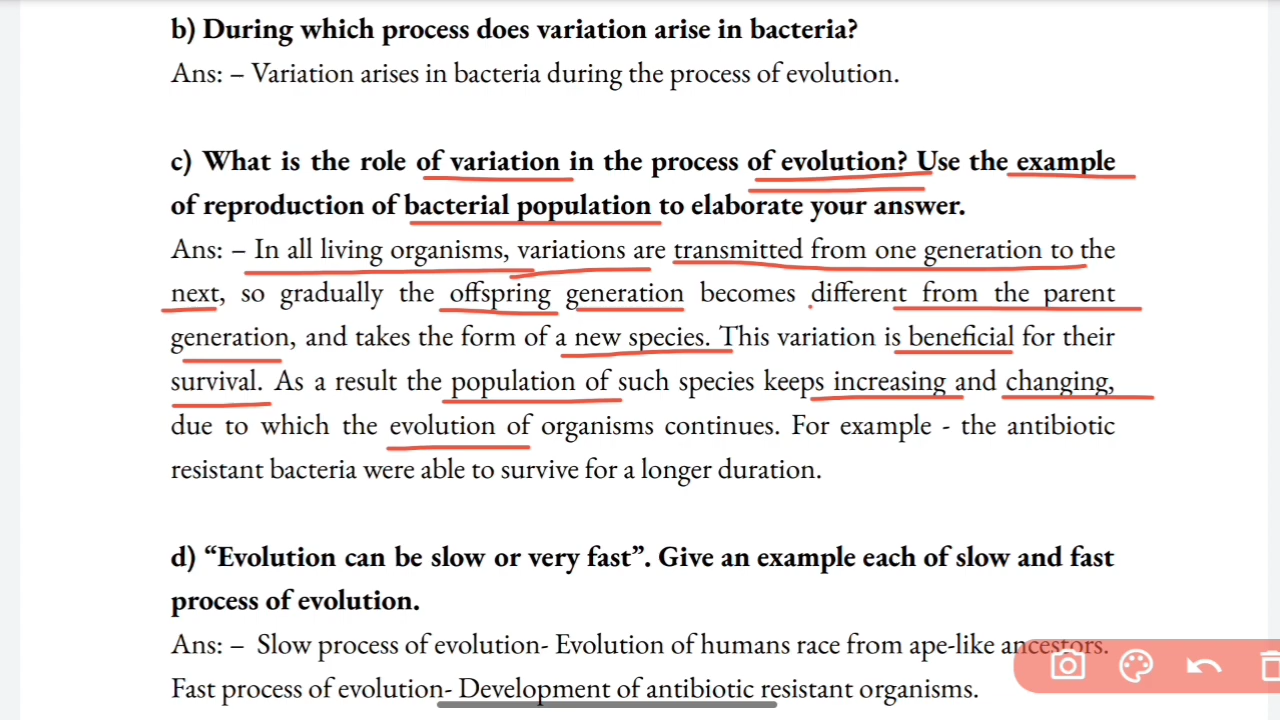 b) During which process does variation arise in bacteria?
Ans: – Variation arises in bacteria during the process of evolution.
c) What is the role of variation in the process of evolution? Use the example
of reproduction of bacterial population to elaborate your answer.
Ans: – In all living organisms, variations are transmitted from one generation to the
next, so gradually the offspring generation becomes different from the parent
generation, and takes the form of a new species. This variation is beneficial for their
survival. As a result the population of such species keeps increasing and changing,
due to which the evolution of organisms continues. For example - the antibiotic
resistant bacteria were able to survive for a longer duration.
d) “Evolution can be slow or very fast”. Give an example each of slow and fast
process of evolution.
Ans: – Slow process of evolution- Evolution of humans race from ape-like ancestors.
Fast process of evolution- Development of antibiotic resistant organisms.